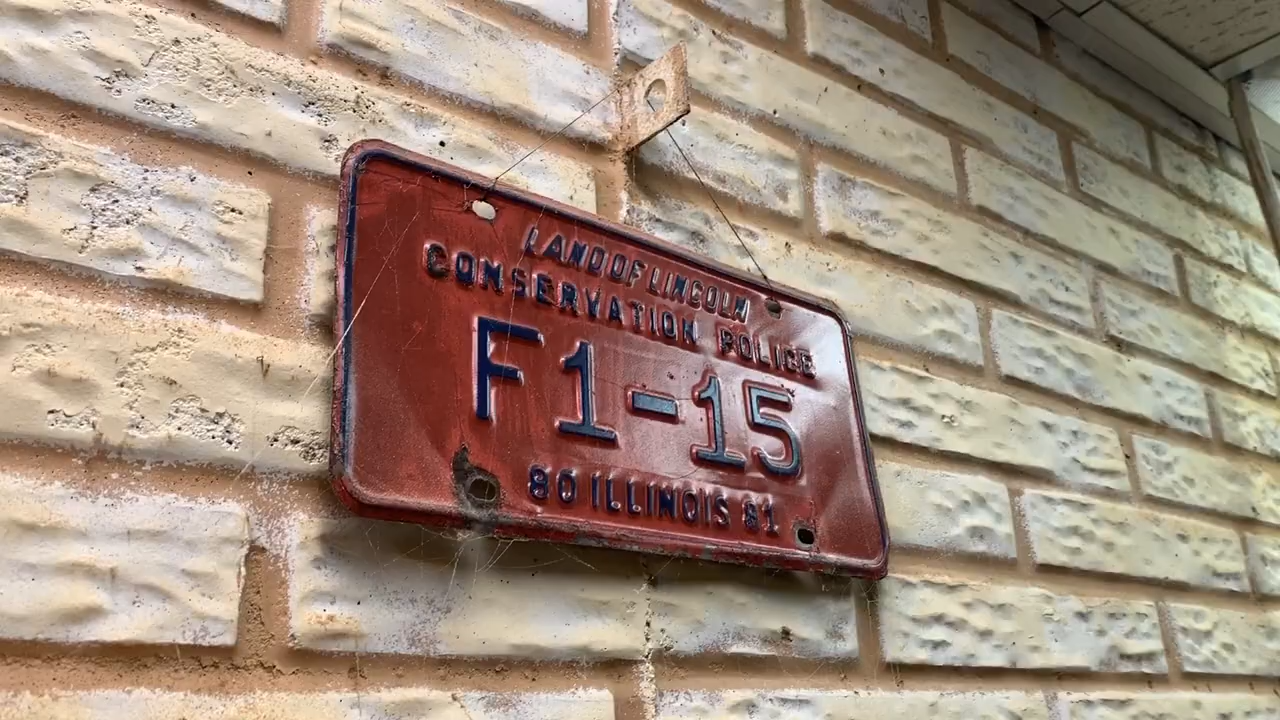 LAND OF LINCOLN
CONSERVATION POLICE
F1-15
80 ILLINOIS 81